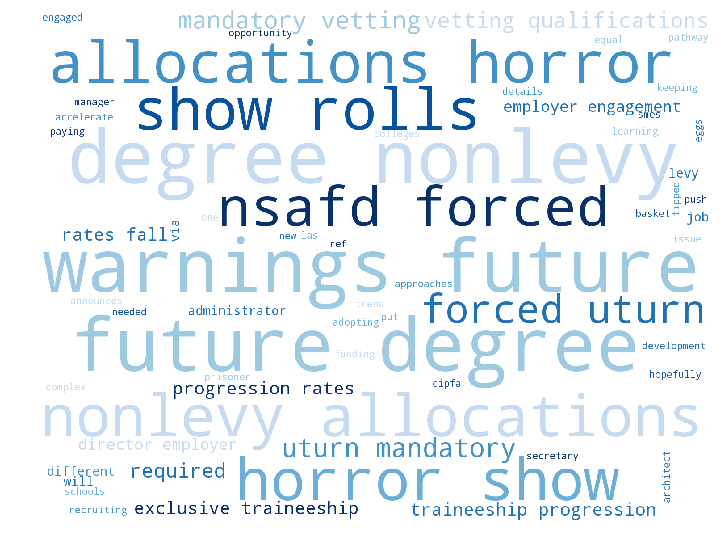 engaged
mandatory vetting
vetting qualifications
opportunity
equal
pathway
allocations horror
manager
show rolls
details
keeping
employer engagement
smes
accelerate
paying
colleges
learning
eggs
degree nonlevy
levy
tipped
push
nsafd forced
one
basket
job
rates fall
via
new
las
ref
issue
warnings future
approaches
announces
needed
administrator
trend
adopting
put
forced uturn
future degree
funding
development
prisoner
complex
progression rates
cipfa
hopefully
nonlevy allocations
director employer
uturn mandatory
secretary
different
will
required
horror show
architect
schools
recruiting
exclusive traineeship
traineeship progression